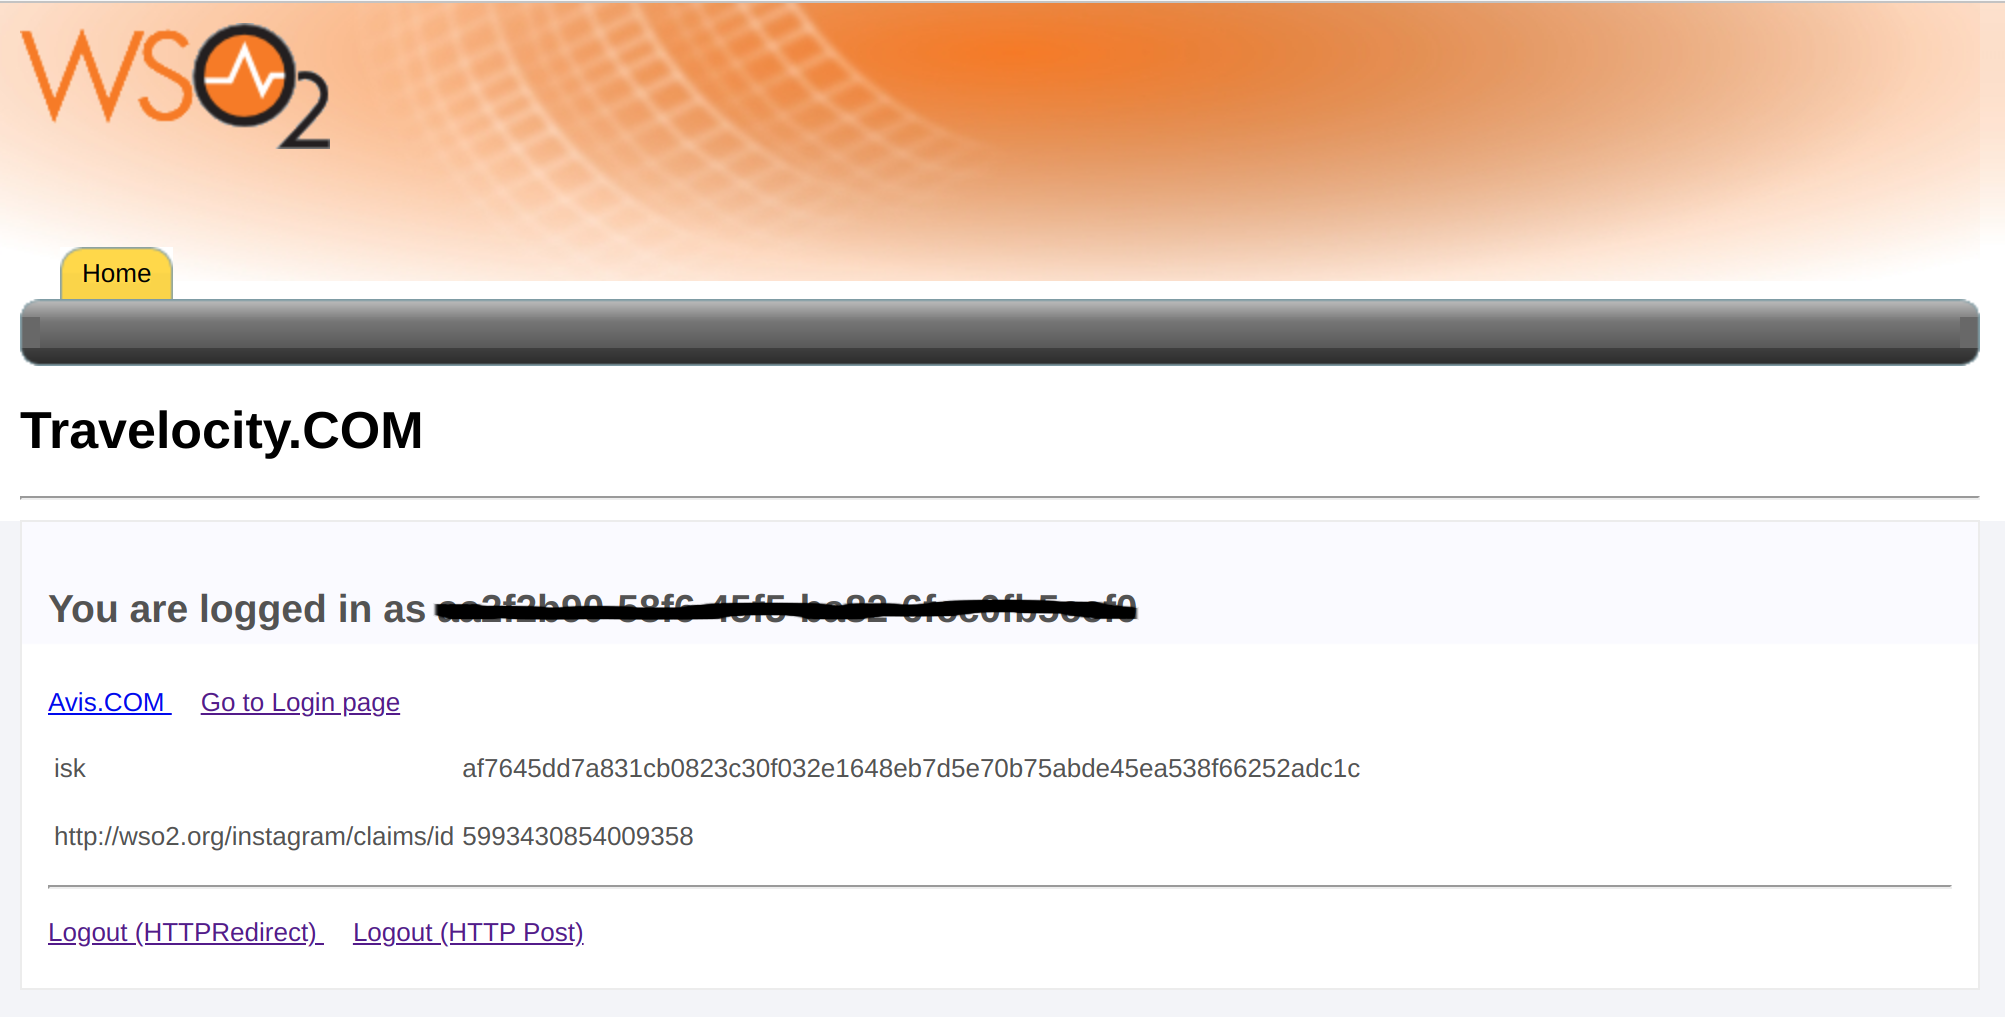 WSO2
Home
Travelocity.COM
You are logged in as
Avis.COM Go to Login page
isk af7645dd7a831cb0823c30f032e1648eb7d5e70b75abde45ea538f66252adc1c
http://wso2.org/instagram/claims/id 5993430854009358
Logout (HTTPRedirect) Logout (HTTP Post)